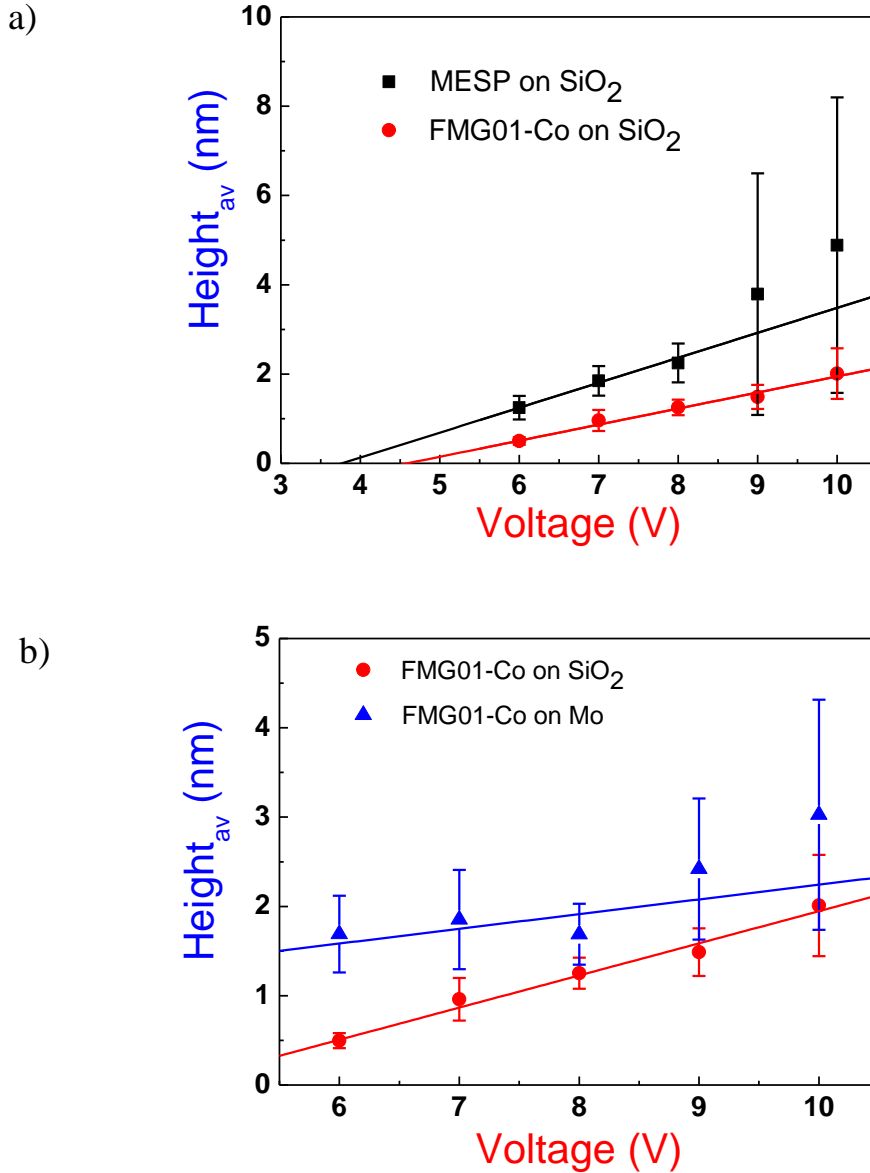 a)
10
8
6
4
2
0
Height_av (nm)
MESP on SiO₂
FMG01-Co on SiO₂
3 4 5 6 7 8 9 10
Voltage (V)
b)
5
4
3
2
1
0
Height_av (nm)
FMG01-Co on SiO₂
FMG01-Co on Mo
6 7 8 9 10
Voltage (V)